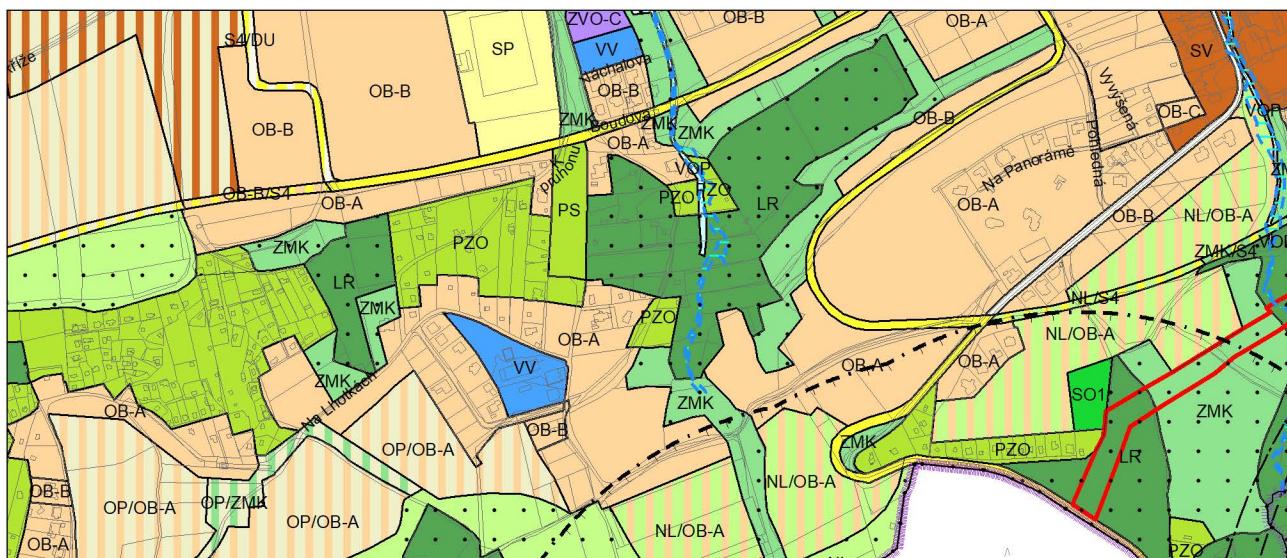 ZVO-C
OB-B
OB-A
S4/DU
SP
VV
SV
Nachalova
OB-B
OB-B
Vyvýšená
OB-B
ZMK
Boudova
ZMK
ZMK
OB-B
OB-C
VOP
OB-A
K
pruhonu
Pohledná
Na Panorámě
VOP
PZO
PZO
OB-B/S4
OB-A
PS
LR
OB-A
OB-B
NL/OB-A
ZMK
PZO
ZMK/S4
LR
ZMK
NL/S4
PZO
OB-A
NL/OB-A
VV
OB-A
OB-A
ZMK
Na Lhotkách
SO1
ZMK
OB-A
ZMK
OB-B
ZMK
OP/OB-A
PZO
LR
NL/OB-A
OB-B
OP/ZMK
OP/OB-A
OP/OB-A
NL/OB-A
OB-A
PZO